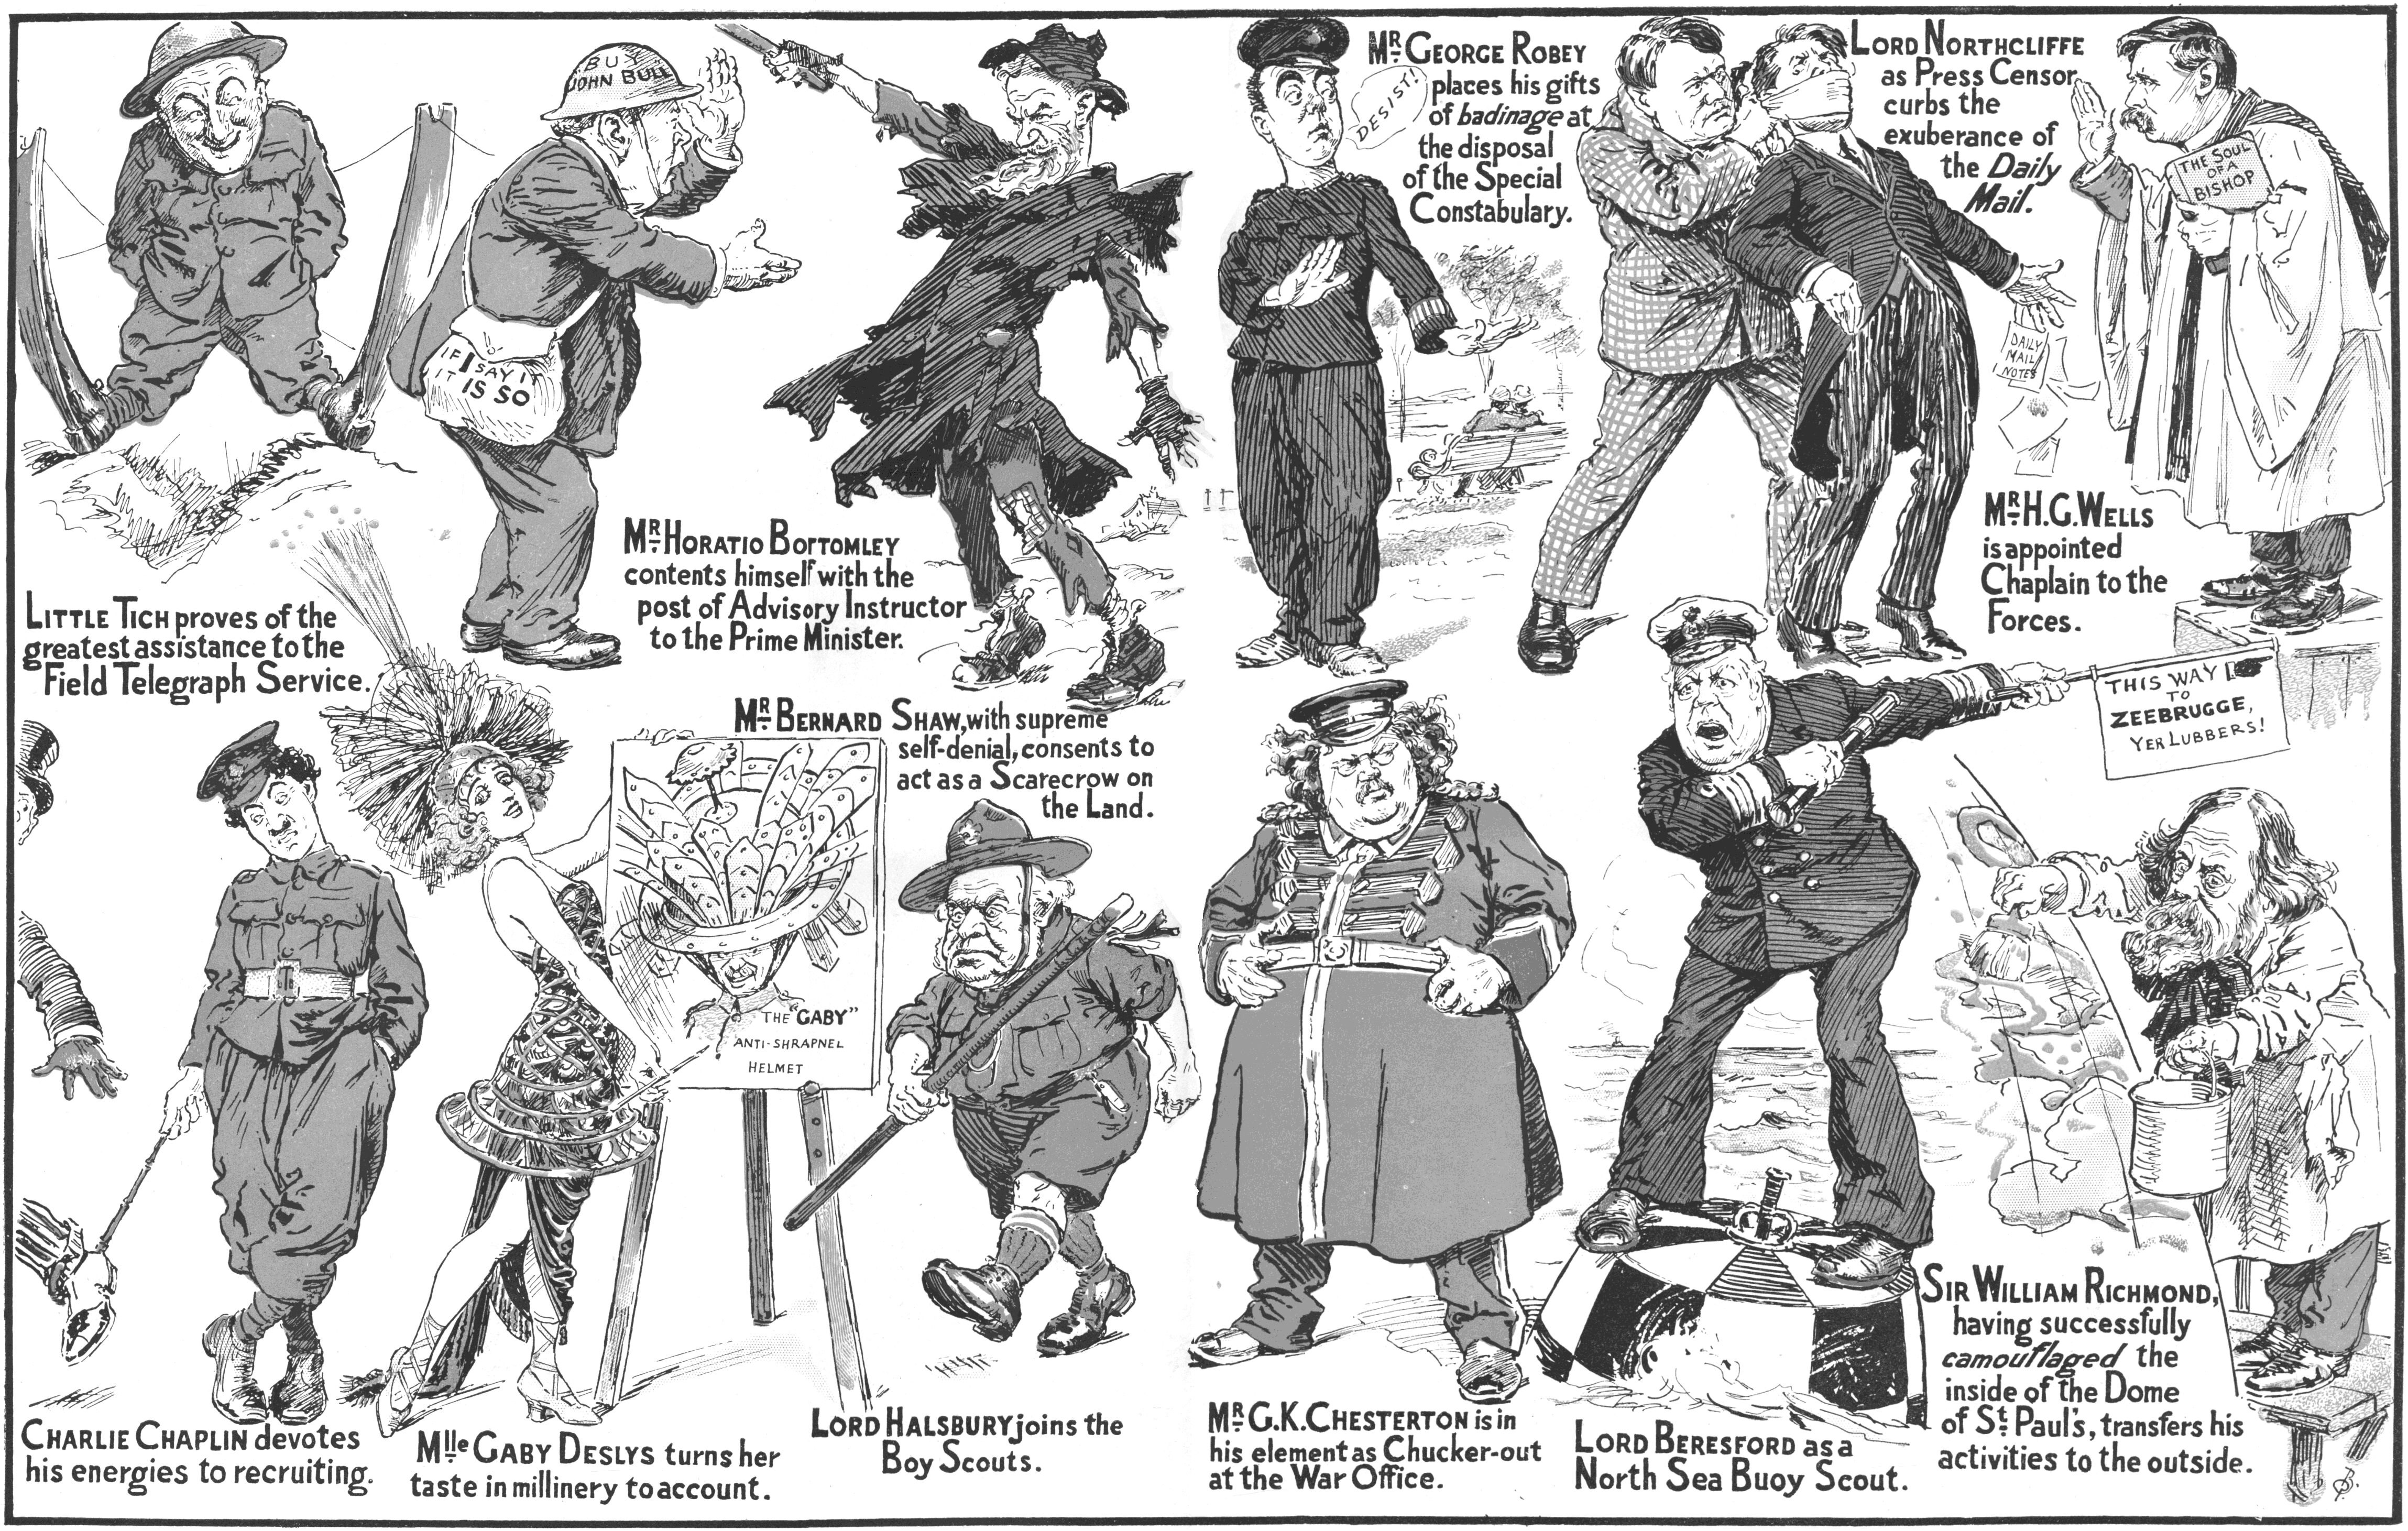 LITTLE TICH proves of the
greatest assistance to the
Field Telegraph Service.
BUY
JOHN BULL
IF I SAY IT
IT IS SO
MR HORATIO BOTTOMLEY
contents himself with the
post of Advisory Instructor
to the Prime Minister.
MR BERNARD SHAW, with supreme
self-denial, consents to
act as a Scarecrow on
the Land.
MR GEORGE ROBEY
places his gifts
of badinage at
the disposal
of the Special
Constabulary.
DESIST!
LORD NORTHCLIFFE
as Press Censor
curbs the
exuberance of
the Daily
Mail.
DAILY
MAIL
NOTES
THE SOUL
OF A
BISHOP
MR H.G. WELLS
is appointed
Chaplain to the
Forces.
CHARLIE CHAPLIN devotes
his energies to recruiting.
THE "GABY"
ANTI-SHRAPNEL
HELMET
Mlle GABY DESLYS turns her
taste in millinery to account.
LORD HALSBURY joins the
Boy Scouts.
MR G.K. CHESTERTON is in
his element as Chucker-out
at the War Office.
THIS WAY
TO
ZEEBRUGGE,
YER LUBBERS!
LORD BERESFORD as a
North Sea Buoy Scout.
SIR WILLIAM RICHMOND,
having successfully
camouflaged the
inside of the Dome
of St Paul's, transfers his
activities to the outside.